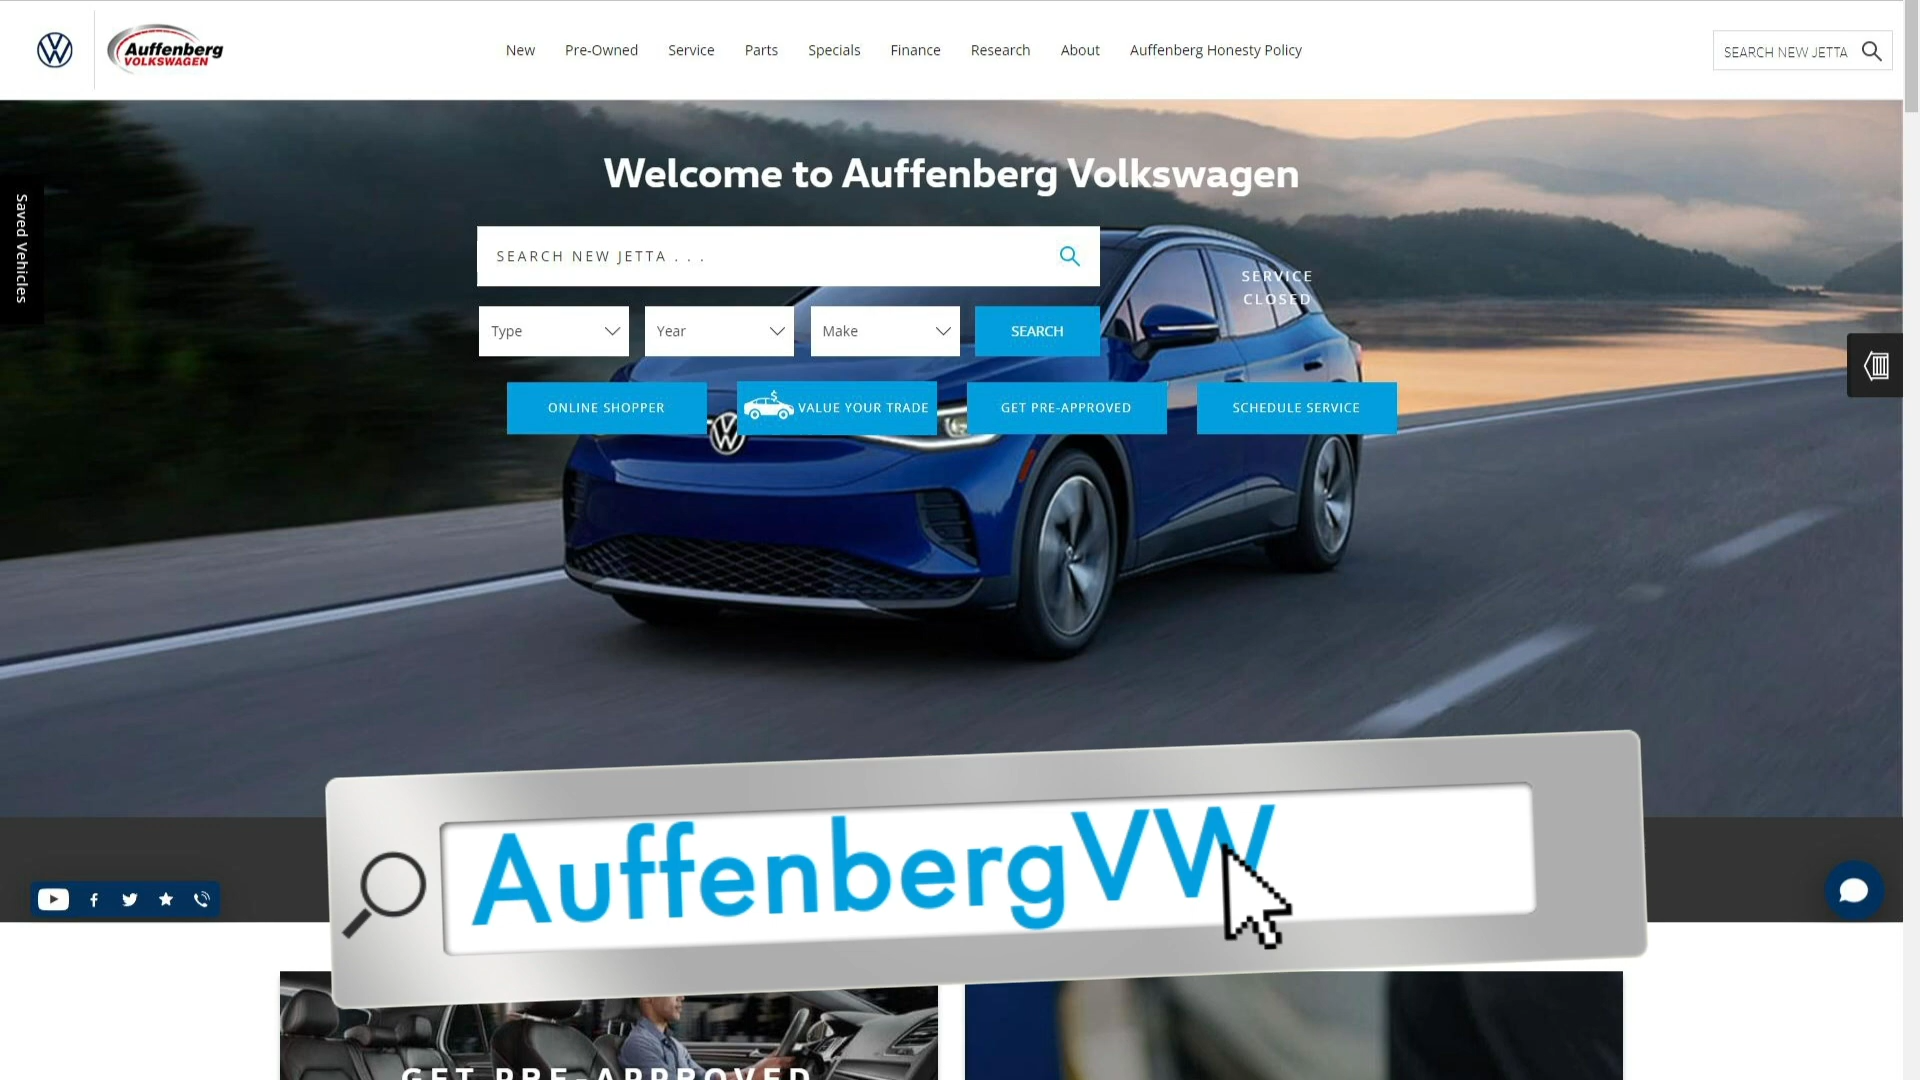 Auffenberg
VOLKSWAGEN
New Pre-Owned Service Parts Specials Finance Research About Auffenberg Honesty Policy
SEARCH NEW JETTA
Saved Vehicles
Welcome to Auffenberg Volkswagen
SEARCH NEW JETTA . . .
SERVICE
CLOSED
Type Year Make SEARCH
ONLINE SHOPPER VALUE YOUR TRADE GET PRE-APPROVED SCHEDULE SERVICE
AuffenbergVW
GET PRE-APPROVED